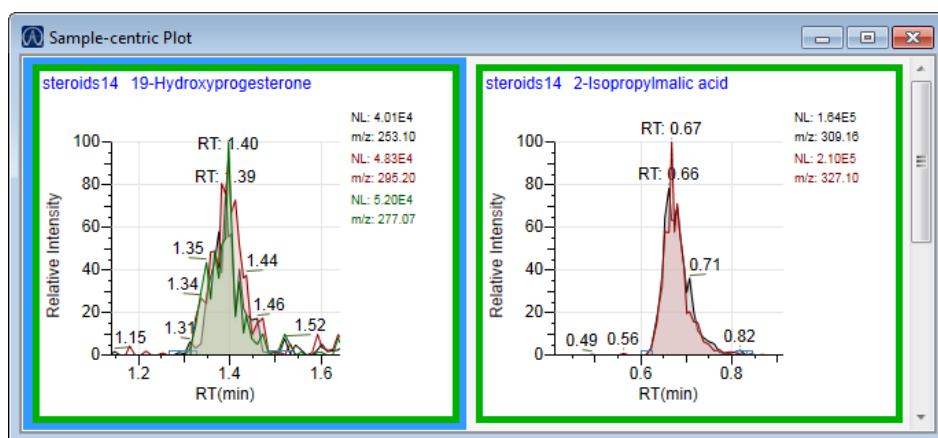 Sample-centric Plot
steroids14 19-Hydroxyprogesterone
NL: 4.01E4
m/z: 253.10
NL: 4.83E4
m/z: 295.20
NL: 5.20E4
m/z: 277.07
RT: 1.40
RT: 1.39
1.35
1.34
1.31
1.15
1.44
1.46
1.52
100
80
60
40
20
0
Relative Intensity
1.2 1.4 1.6
RT(min)
steroids14 2-Isopropylmalic acid
NL: 1.64E5
m/z: 309.16
NL: 2.10E5
m/z: 327.10
RT: 0.67
RT: 0.66
0.71
0.49
0.56
0.82
100
80
60
40
20
0
Relative Intensity
0.6 0.8
RT(min)